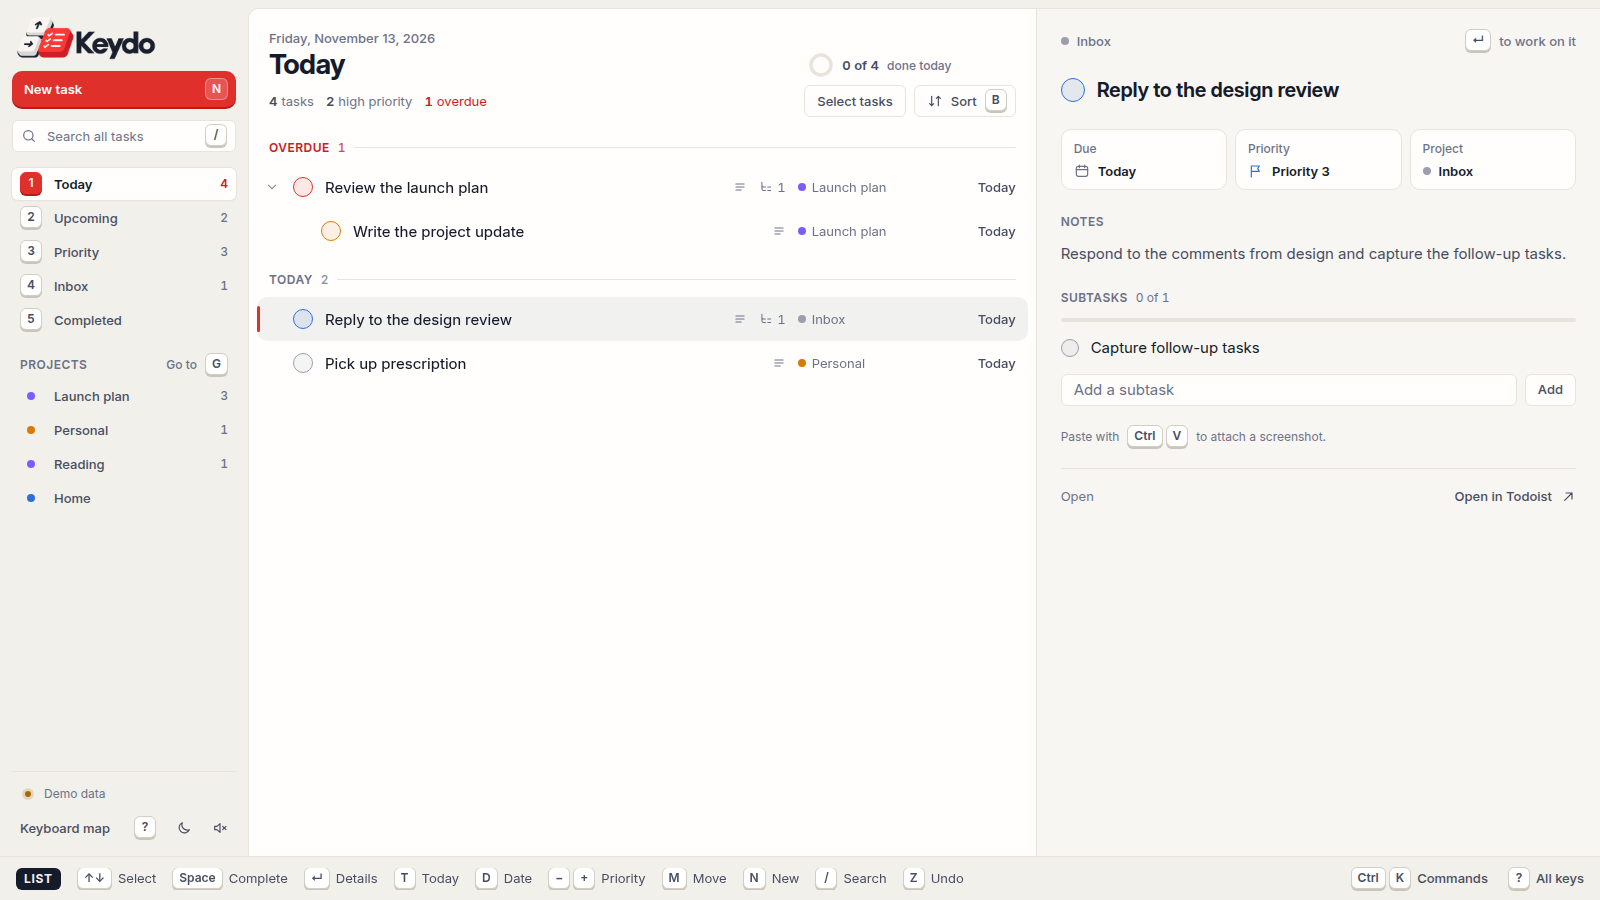 Keydo
New task N
Search all tasks /
1 Today 4
2 Upcoming 2
3 Priority 3
4 Inbox 1
5 Completed
PROJECTS Go to G
Launch plan 3
Personal 1
Reading 1
Home
Demo data
Keyboard map ?
Friday, November 13, 2026
Today
0 of 4 done today
4 tasks 2 high priority 1 overdue
Select tasks
Sort B
OVERDUE 1
Review the launch plan 1 Launch plan Today
Write the project update Launch plan Today
TODAY 2
Reply to the design review 1 Inbox Today
Pick up prescription Personal Today
Inbox
↵ to work on it
Reply to the design review
Due
Today
Priority
Priority 3
Project
Inbox
NOTES
Respond to the comments from design and capture the follow-up tasks.
SUBTASKS 0 of 1
Capture follow-up tasks
Add a subtask
Add
Paste with Ctrl V to attach a screenshot.
Open
Open in Todoist
LIST ↑↓ Select Space Complete ↵ Details T Today D Date − + Priority M Move N New / Search Z Undo Ctrl K Commands ? All keys